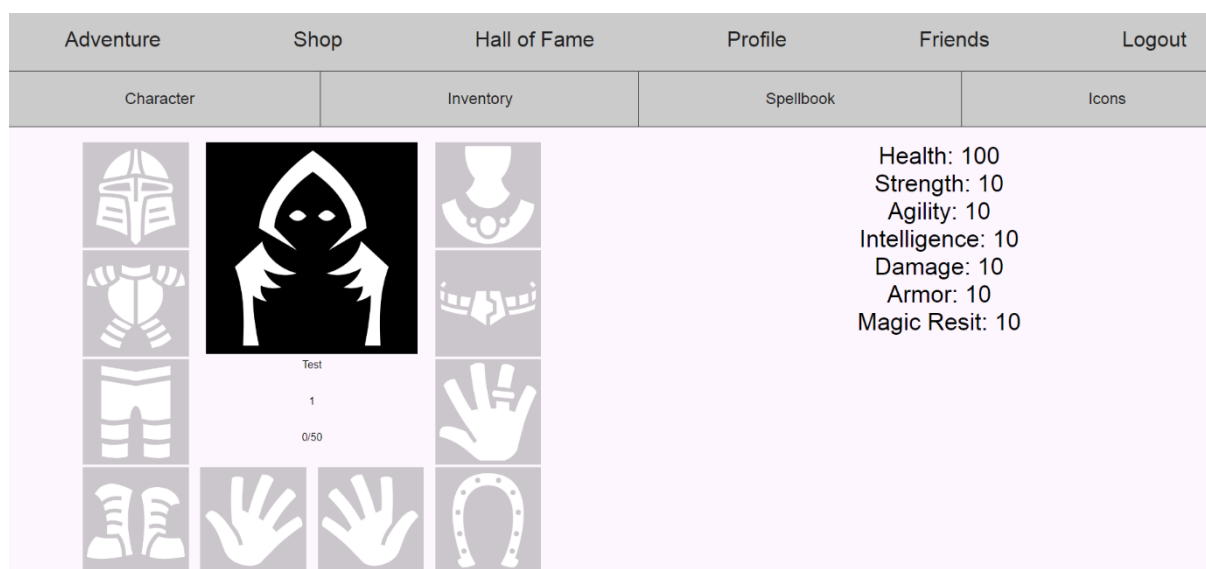 Adventure Shop Hall of Fame Profile Friends Logout
Character Inventory Spellbook Icons
Test
1
0/50
Health: 100
Strength: 10
Agility: 10
Intelligence: 10
Damage: 10
Armor: 10
Magic Resit: 10